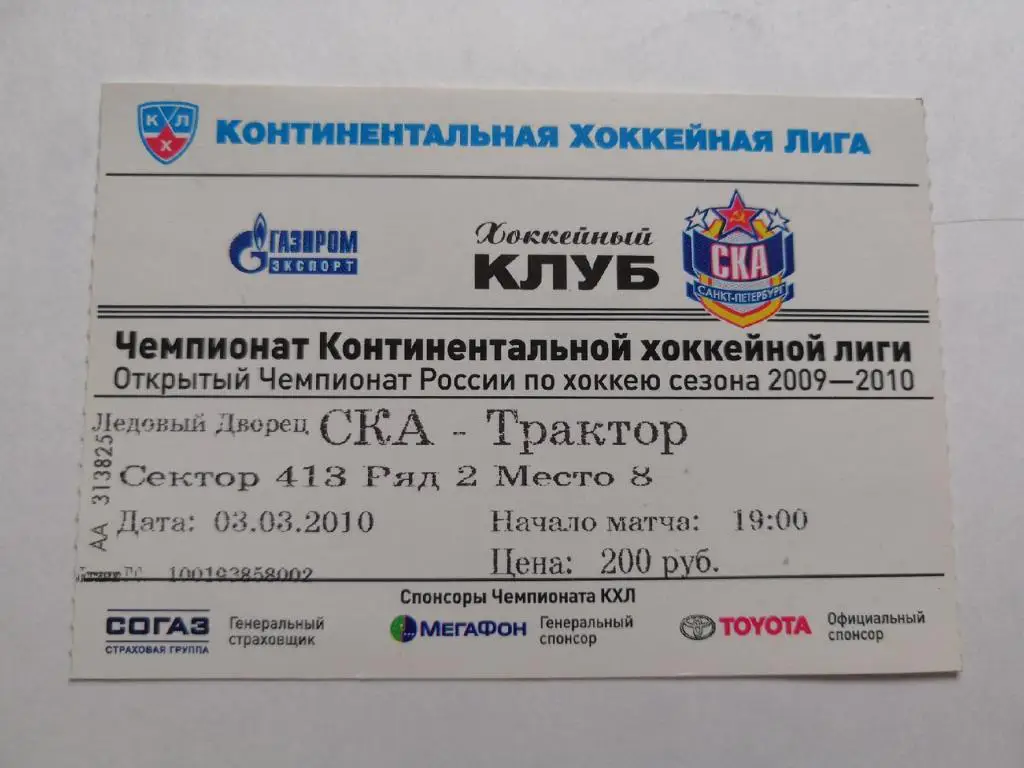 КХЛ КОНТИНЕНТАЛЬНАЯ ХОККЕЙНАЯ ЛИГА
ГАЗПРОМ
ЭКСПОРТ
Хоккейный
КЛУБ
СКА
САНКТ-ПЕТЕРБУРГ
Чемпионат Континентальной хоккейной лиги
Открытый Чемпионат России по хоккею сезона 2009—2010
Ледовый Дворец СКА - Трактор
Сектор 413 Ряд 2 Место 8
Дата: 03.03.2010 Начало матча: 19:00
Цена: 200 руб.
АА 313825
100193858002
Спонсоры Чемпионата КХЛ
СОГАЗ
СТРАХОВАЯ ГРУППА
Генеральный
страховщик
МЕГАФОН
Генеральный
спонсор
TOYOTA
Официальный
спонсор